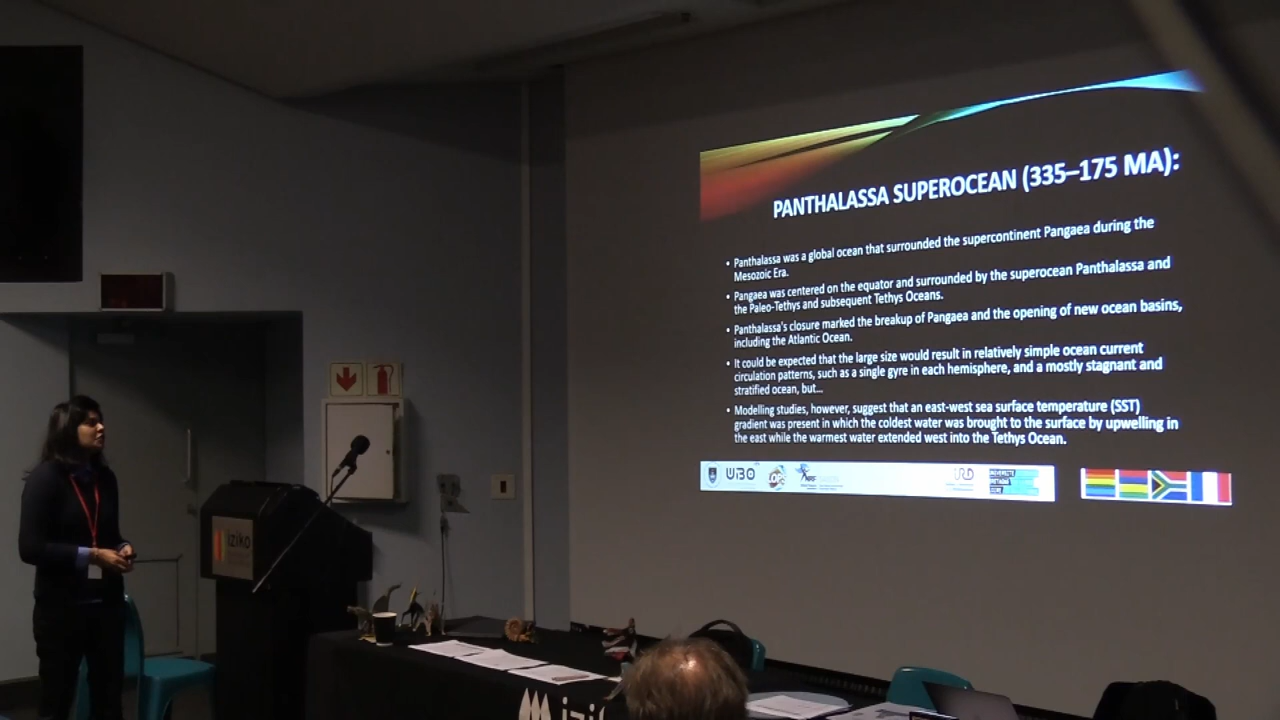 PANTHALASSA SUPEROCEAN (335–175 MA):
• Panthalassa was a global ocean that surrounded the supercontinent Pangaea during the
Mesozoic Era.
• Pangaea was centered on the equator and surrounded by the superocean Panthalassa and
the Paleo-Tethys and subsequent Tethys Oceans.
• Panthalassa's closure marked the breakup of Pangaea and the opening of new ocean basins,
including the Atlantic Ocean.
• It could be expected that the large size would result in relatively simple ocean current
circulation patterns, such as a single gyre in each hemisphere, and a mostly stagnant and
stratified ocean, but...
• Modelling studies, however, suggest that an east-west sea surface temperature (SST)
gradient was present in which the coldest water was brought to the surface by upwelling in
the east while the warmest water extended west into the Tethys Ocean.
UBO
NRF
IRD
iziko
izi